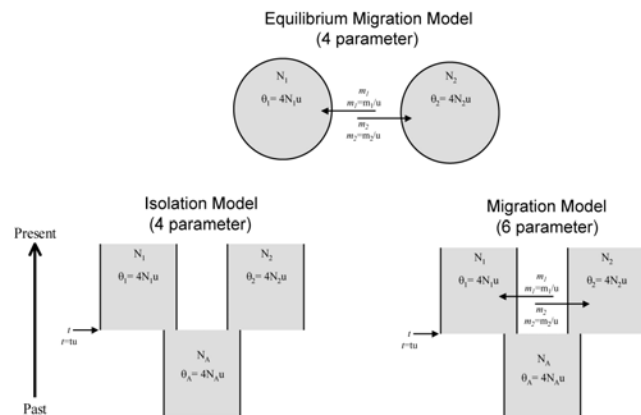 Equilibrium Migration Model
(4 parameter)
N1
θ1= 4N1u
m1
m1=m1/u
m2
m2=m2/u
N2
θ2= 4N2u
Isolation Model
(4 parameter)
Present
Past
N1
θ1= 4N1u
N2
θ2= 4N2u
t
t=tu
NA
θA= 4NAu
Migration Model
(6 parameter)
N1
θ1= 4N1u
m1
m1=m1/u
m2
m2=m2/u
N2
θ2= 4N2u
t
t=tu
NA
θA= 4NAu